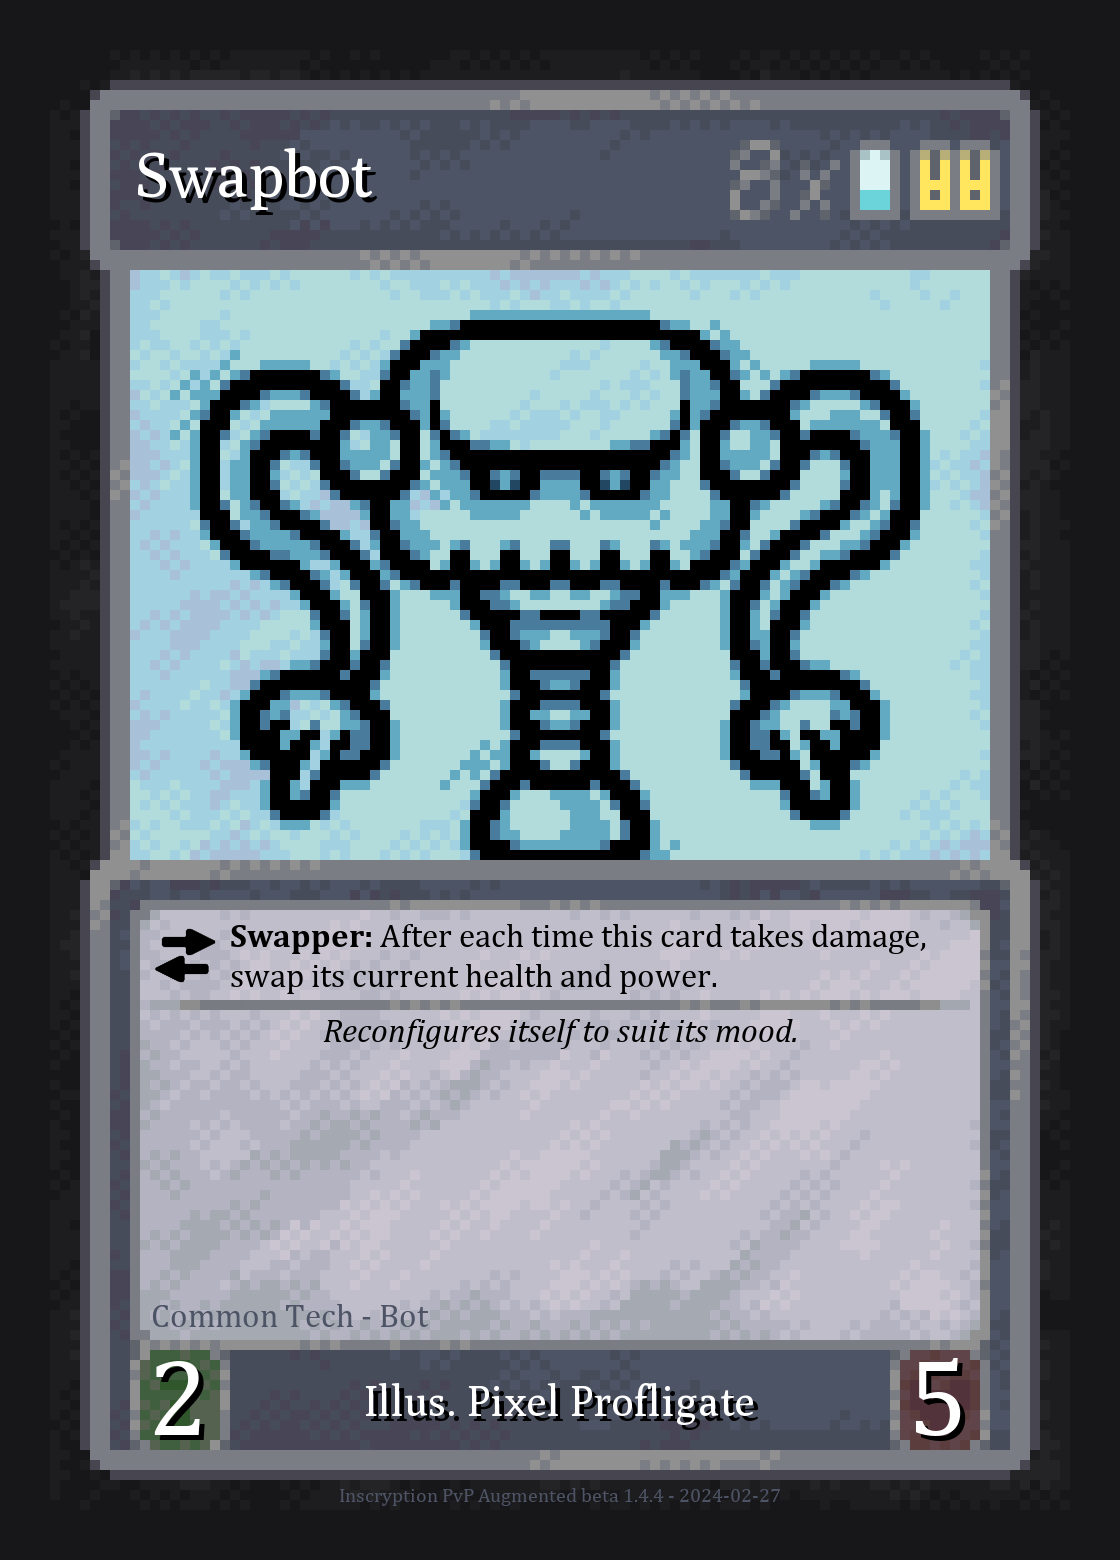 Swapbot 8x
Swapper: After each time this card takes damage,
swap its current health and power.
Reconfigures itself to suit its mood.
Common Tech - Bot
2 Illus. Pixel Profligate 5
Inscryption PvP Augmented beta 1.4.4 - 2024-02-27